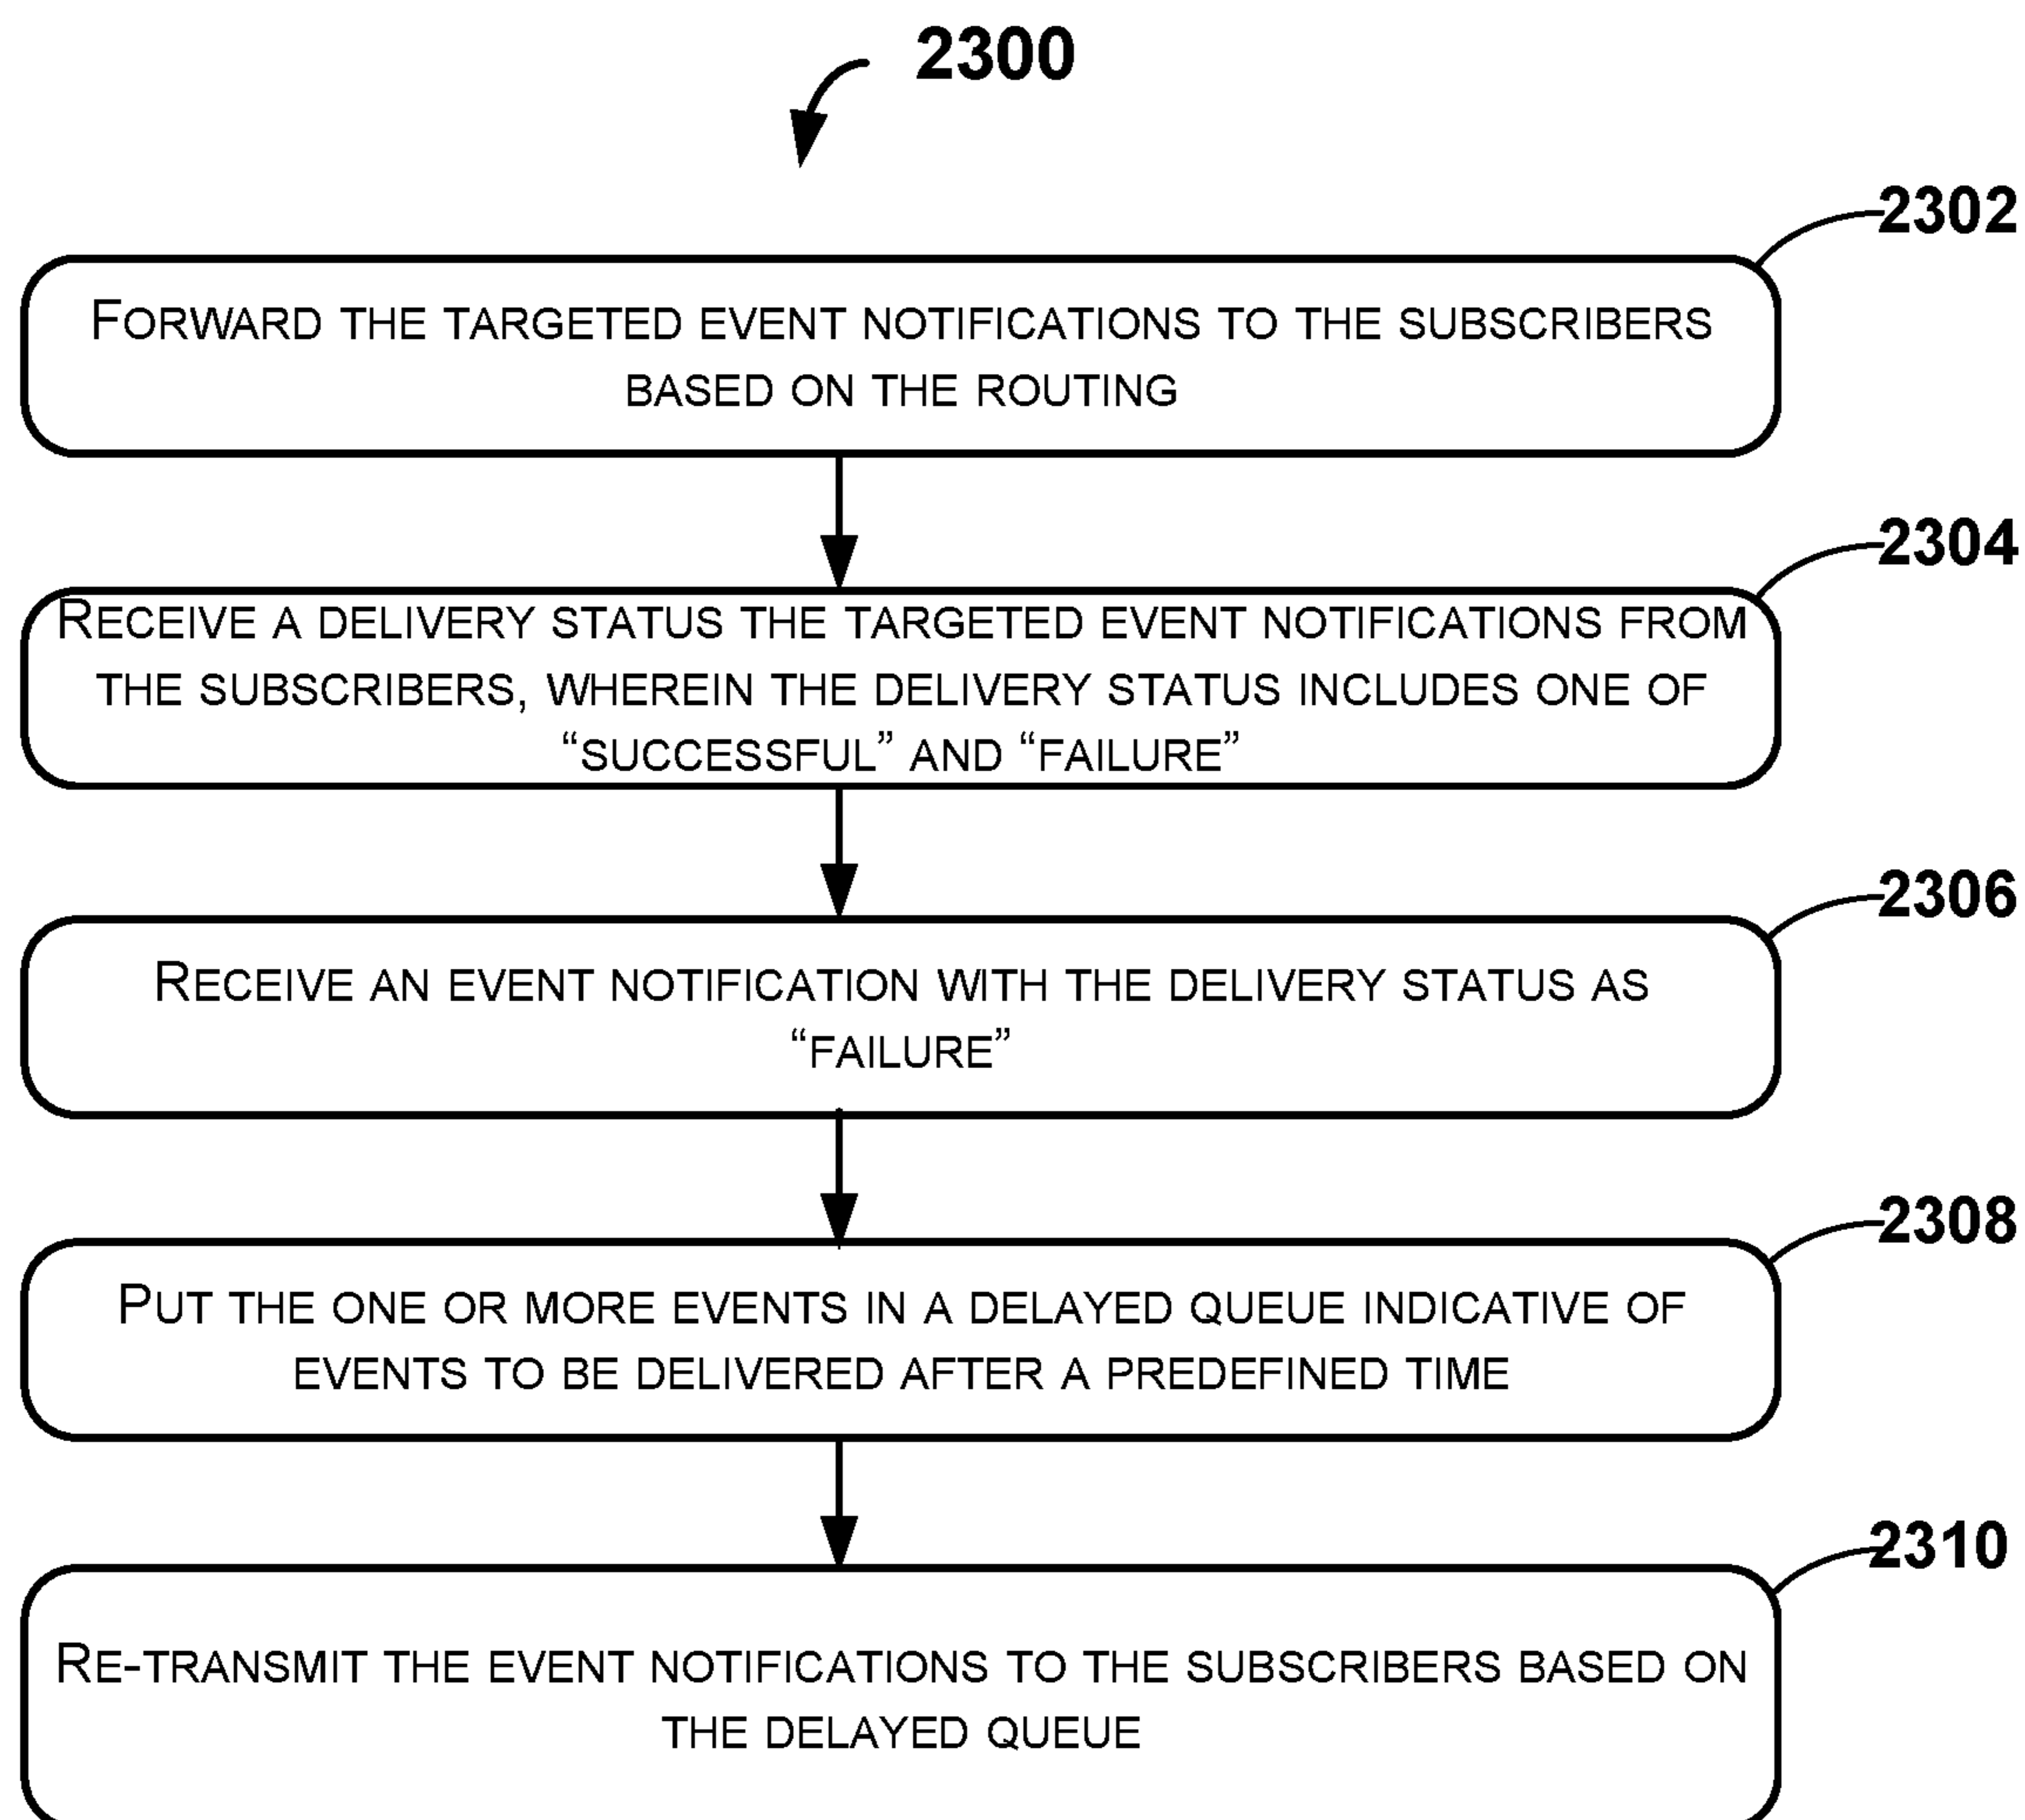 2300
2302
FORWARD THE TARGETED EVENT NOTIFICATIONS TO THE SUBSCRIBERS
BASED ON THE ROUTING
2304
RECEIVE A DELIVERY STATUS THE TARGETED EVENT NOTIFICATIONS FROM
THE SUBSCRIBERS, WHEREIN THE DELIVERY STATUS INCLUDES ONE OF
“SUCCESSFUL” AND “FAILURE”
2306
RECEIVE AN EVENT NOTIFICATION WITH THE DELIVERY STATUS AS
“FAILURE”
2308
PUT THE ONE OR MORE EVENTS IN A DELAYED QUEUE INDICATIVE OF
EVENTS TO BE DELIVERED AFTER A PREDEFINED TIME
2310
RE-TRANSMIT THE EVENT NOTIFICATIONS TO THE SUBSCRIBERS BASED ON
THE DELAYED QUEUE